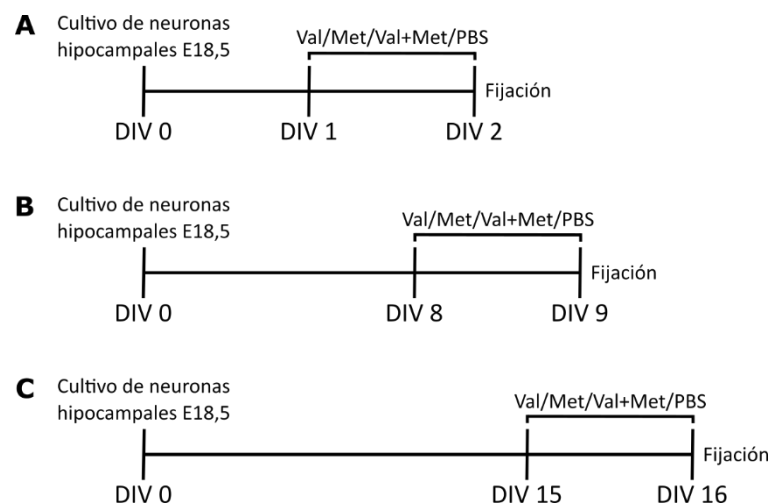 A
Cultivo de neuronas
hipocampales E18,5
Val/Met/Val+Met/PBS
Fijación
DIV 0
DIV 1
DIV 2
B
Cultivo de neuronas
hipocampales E18,5
Val/Met/Val+Met/PBS
Fijación
DIV 0
DIV 8
DIV 9
C
Cultivo de neuronas
hipocampales E18,5
Val/Met/Val+Met/PBS
Fijación
DIV 0
DIV 15
DIV 16